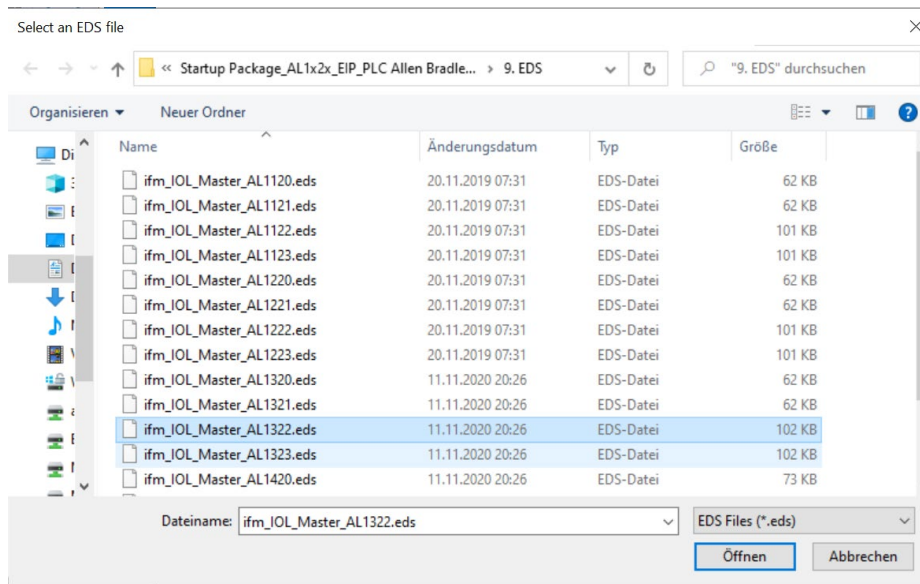 Select an EDS file
« Startup Package_AL1x2x_EIP_PLC Allen Bradle... › 9. EDS
"9. EDS" durchsuchen
Organisieren Neuer Ordner
Name Änderungsdatum Typ Größe
ifm_IOL_Master_AL1120.eds 20.11.2019 07:31 EDS-Datei 62 KB
ifm_IOL_Master_AL1121.eds 20.11.2019 07:31 EDS-Datei 62 KB
ifm_IOL_Master_AL1122.eds 20.11.2019 07:31 EDS-Datei 101 KB
ifm_IOL_Master_AL1123.eds 20.11.2019 07:31 EDS-Datei 101 KB
ifm_IOL_Master_AL1220.eds 20.11.2019 07:31 EDS-Datei 62 KB
ifm_IOL_Master_AL1221.eds 20.11.2019 07:31 EDS-Datei 62 KB
ifm_IOL_Master_AL1222.eds 20.11.2019 07:31 EDS-Datei 101 KB
ifm_IOL_Master_AL1223.eds 20.11.2019 07:31 EDS-Datei 101 KB
ifm_IOL_Master_AL1320.eds 11.11.2020 20:26 EDS-Datei 62 KB
ifm_IOL_Master_AL1321.eds 11.11.2020 20:26 EDS-Datei 62 KB
ifm_IOL_Master_AL1322.eds 11.11.2020 20:26 EDS-Datei 102 KB
ifm_IOL_Master_AL1323.eds 11.11.2020 20:26 EDS-Datei 102 KB
ifm_IOL_Master_AL1420.eds 11.11.2020 20:26 EDS-Datei 73 KB
Di
Dateiname: ifm_IOL_Master_AL1322.eds EDS Files (*.eds)
Öffnen Abbrechen